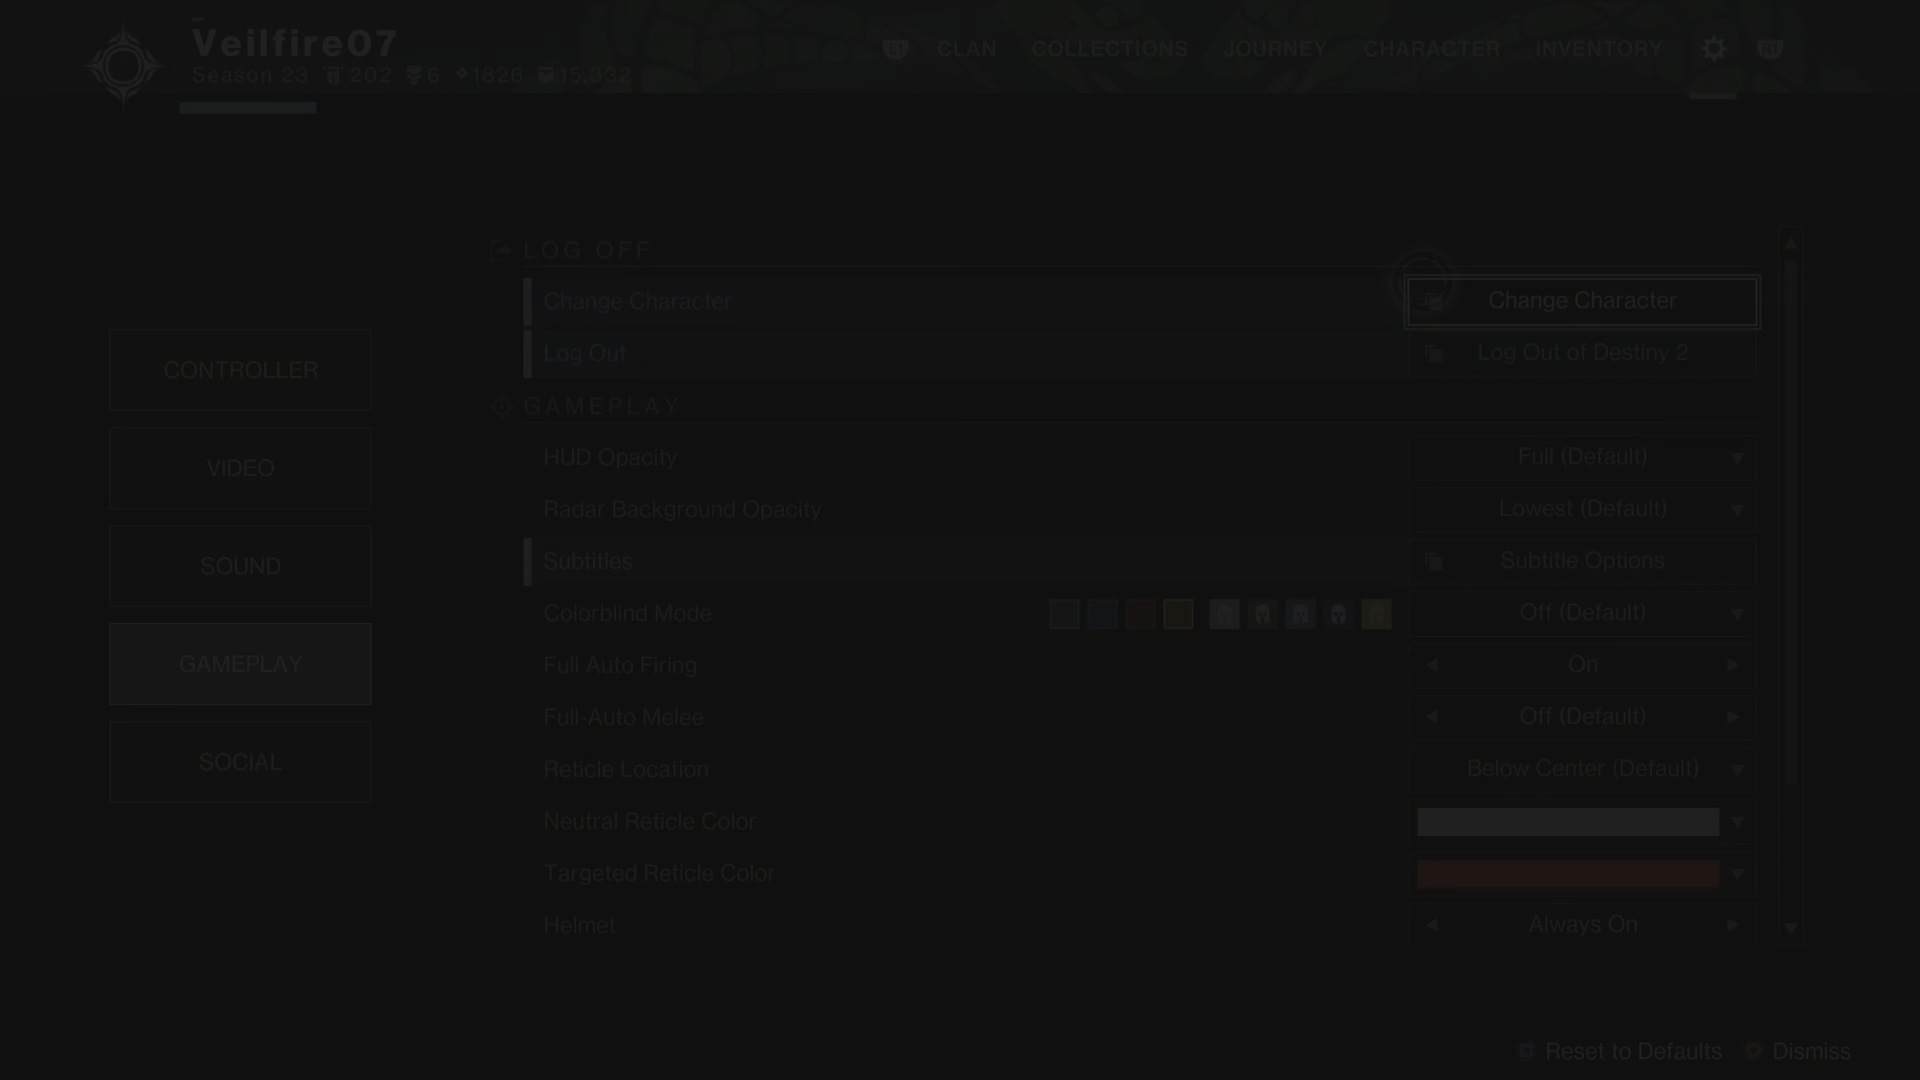 Veilfire07
Season 23 202 6 1826 15,332
L1 CLAN COLLECTIONS JOURNEY CHARACTER INVENTORY R1
LOG OFF
Change Character Change Character
Log Out Log Out of Destiny 2
GAMEPLAY
HUD Opacity Full (Default)
Radar Background Opacity Lowest (Default)
Subtitles Subtitle Options
Colorblind Mode Off (Default)
Full Auto Firing On
Full-Auto Melee Off (Default)
Reticle Location Below Center (Default)
Neutral Reticle Color
Targeted Reticle Color
Helmet Always On
CONTROLLER
VIDEO
SOUND
GAMEPLAY
SOCIAL
Reset to Defaults Dismiss